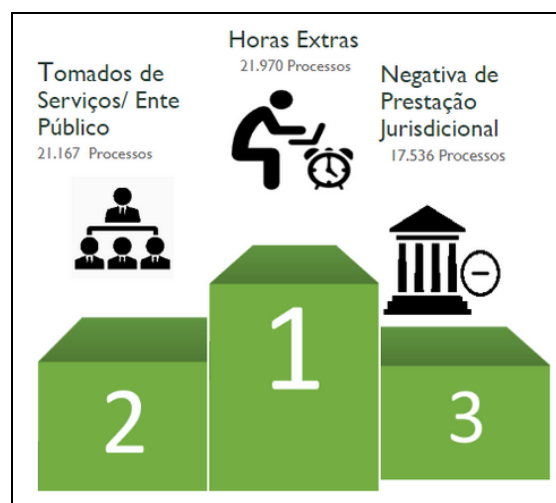 Horas Extras
21.970 Processos
Tomados de
Serviços/ Ente
Público
21.167 Processos
Negativa de
Prestação
Jurisdicional
17.536 Processos
1
2
3